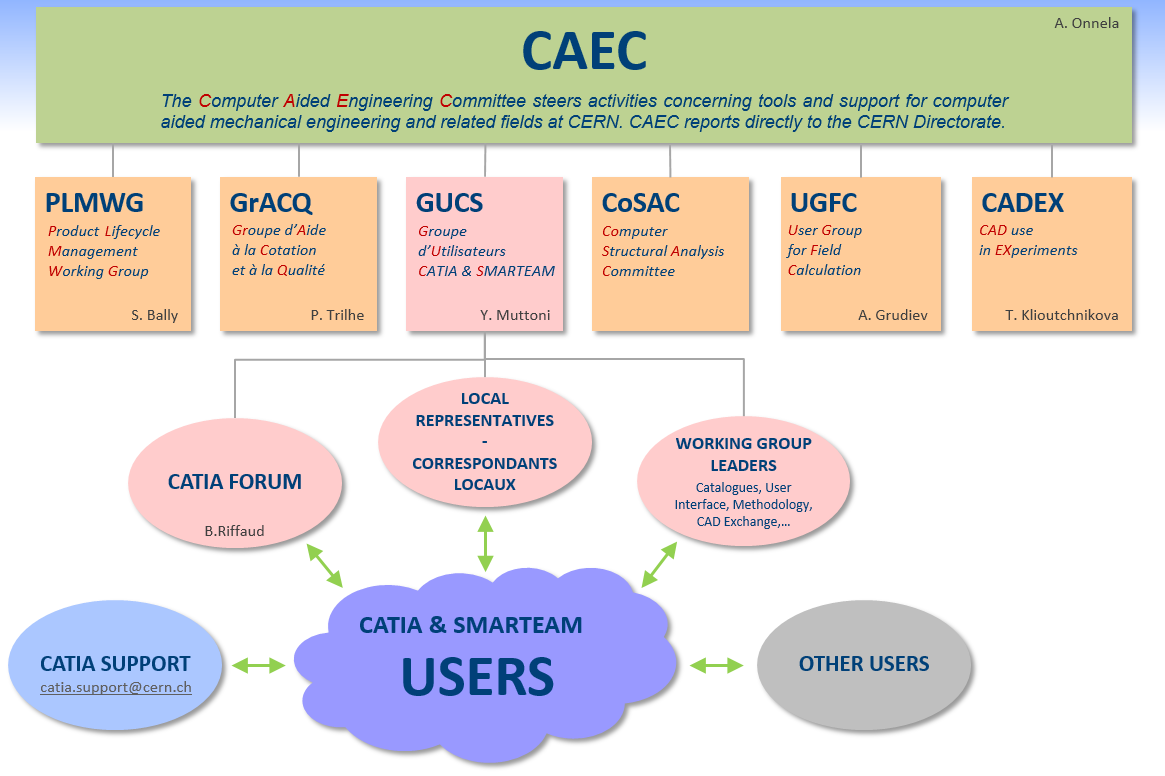 A. Onnela
CAEC
The Computer Aided Engineering Committee steers activities concerning tools and support for computer
aided mechanical engineering and related fields at CERN. CAEC reports directly to the CERN Directorate.
PLMWG
Product Lifecycle
Management
Working Group
S. Bally
GrACQ
Groupe d’Aide
à la Cotation
et à la Qualité
P. Trilhe
GUCS
Groupe
d’Utilisateurs
CATIA & SMARTEAM
Y. Muttoni
CoSAC
Computer
Structural Analysis
Committee
UGFC
User Group
for Field
Calculation
A. Grudiev
CADEX
CAD use
in EXperiments
T. Klioutchnikova
CATIA FORUM
B.Riffaud
LOCAL
REPRESENTATIVES
-
CORRESPONDANTS
LOCAUX
WORKING GROUP
LEADERS
Catalogues, User
Interface, Methodology,
CAD Exchange,...
CATIA SUPPORT
catia.support@cern.ch
CATIA & SMARTEAM
USERS
OTHER USERS